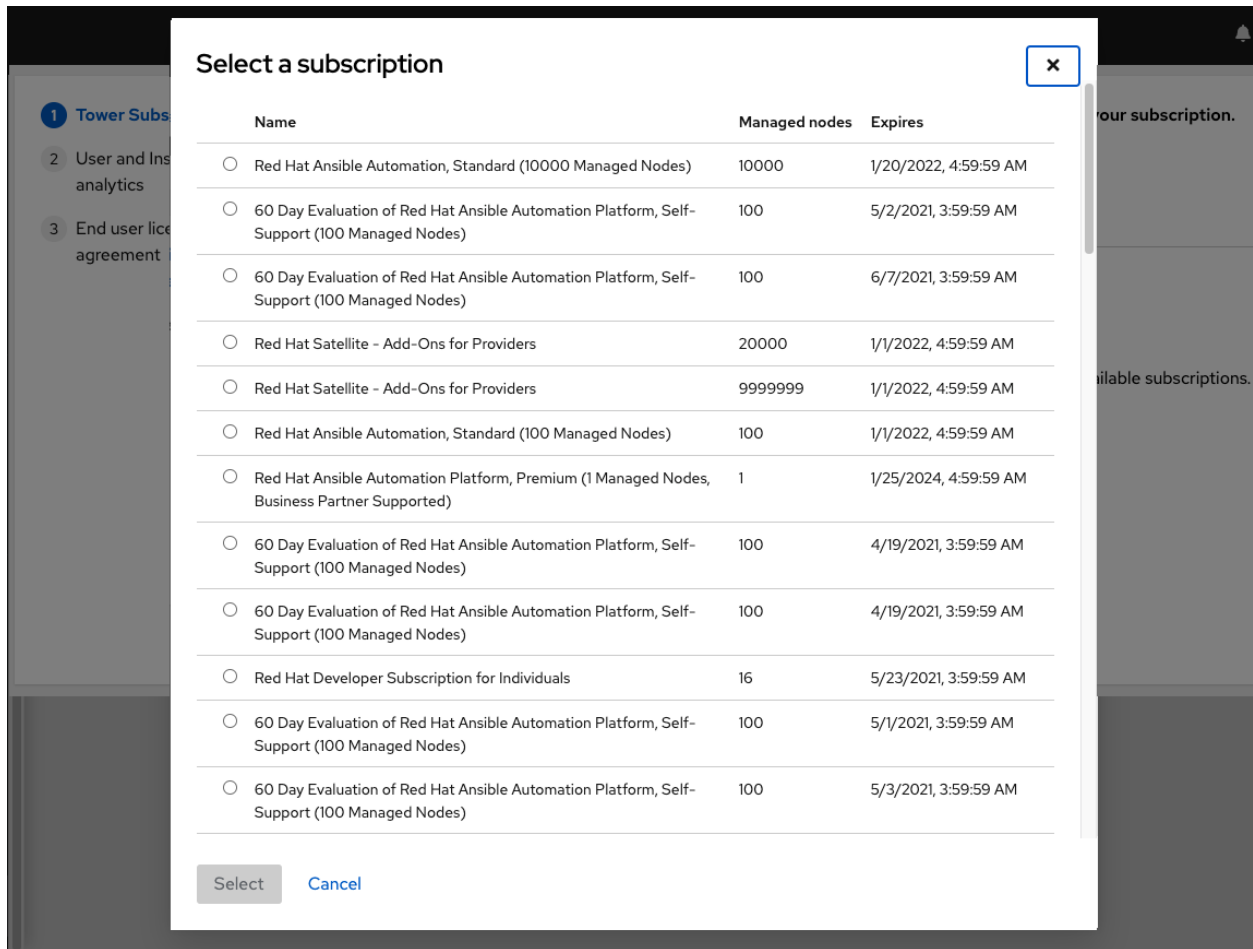 Select a subscription
1 Tower Subs
2 User and Ins
analytics
3 End user lice
agreement
our subscription.
ailable subscriptions.
Name Managed nodes Expires
Red Hat Ansible Automation, Standard (10000 Managed Nodes) 10000 1/20/2022, 4:59:59 AM
60 Day Evaluation of Red Hat Ansible Automation Platform, Self- 100 5/2/2021, 3:59:59 AM
Support (100 Managed Nodes)
60 Day Evaluation of Red Hat Ansible Automation Platform, Self- 100 6/7/2021, 3:59:59 AM
Support (100 Managed Nodes)
Red Hat Satellite - Add-Ons for Providers 20000 1/1/2022, 4:59:59 AM
Red Hat Satellite - Add-Ons for Providers 9999999 1/1/2022, 4:59:59 AM
Red Hat Ansible Automation, Standard (100 Managed Nodes) 100 1/1/2022, 4:59:59 AM
Red Hat Ansible Automation Platform, Premium (1 Managed Nodes, 1 1/25/2024, 4:59:59 AM
Business Partner Supported)
60 Day Evaluation of Red Hat Ansible Automation Platform, Self- 100 4/19/2021, 3:59:59 AM
Support (100 Managed Nodes)
60 Day Evaluation of Red Hat Ansible Automation Platform, Self- 100 4/19/2021, 3:59:59 AM
Support (100 Managed Nodes)
Red Hat Developer Subscription for Individuals 16 5/23/2021, 3:59:59 AM
60 Day Evaluation of Red Hat Ansible Automation Platform, Self- 100 5/1/2021, 3:59:59 AM
Support (100 Managed Nodes)
60 Day Evaluation of Red Hat Ansible Automation Platform, Self- 100 5/3/2021, 3:59:59 AM
Support (100 Managed Nodes)
Select Cancel